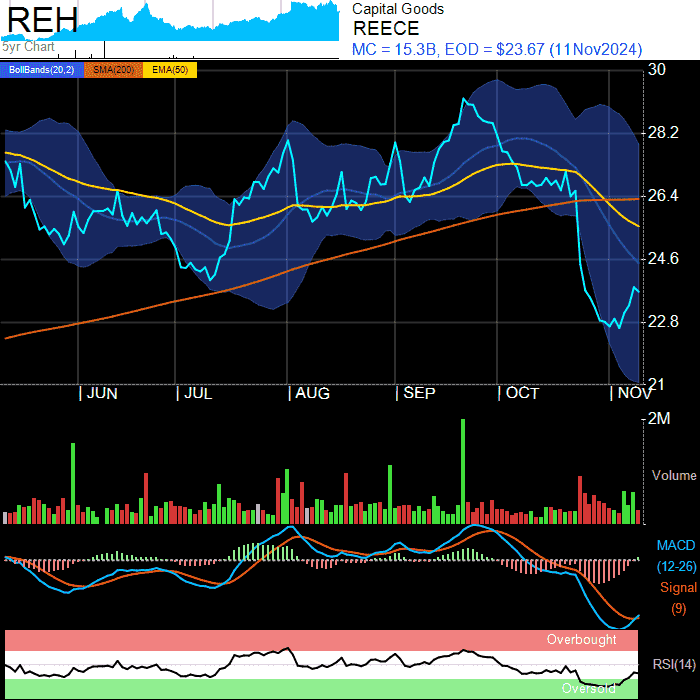 REH
5yr Chart
Capital Goods
REECE
MC = 15.3B, EOD = $23.67 (11Nov2024)
BollBands(20,2) SMA(200) EMA(50)
30
28.2
26.4
24.6
22.8
21
JUN JUL AUG SEP OCT NOV
2M
Volume
MACD
(12-26)
Signal
(9)
Overbought
RSI(14)
Oversold